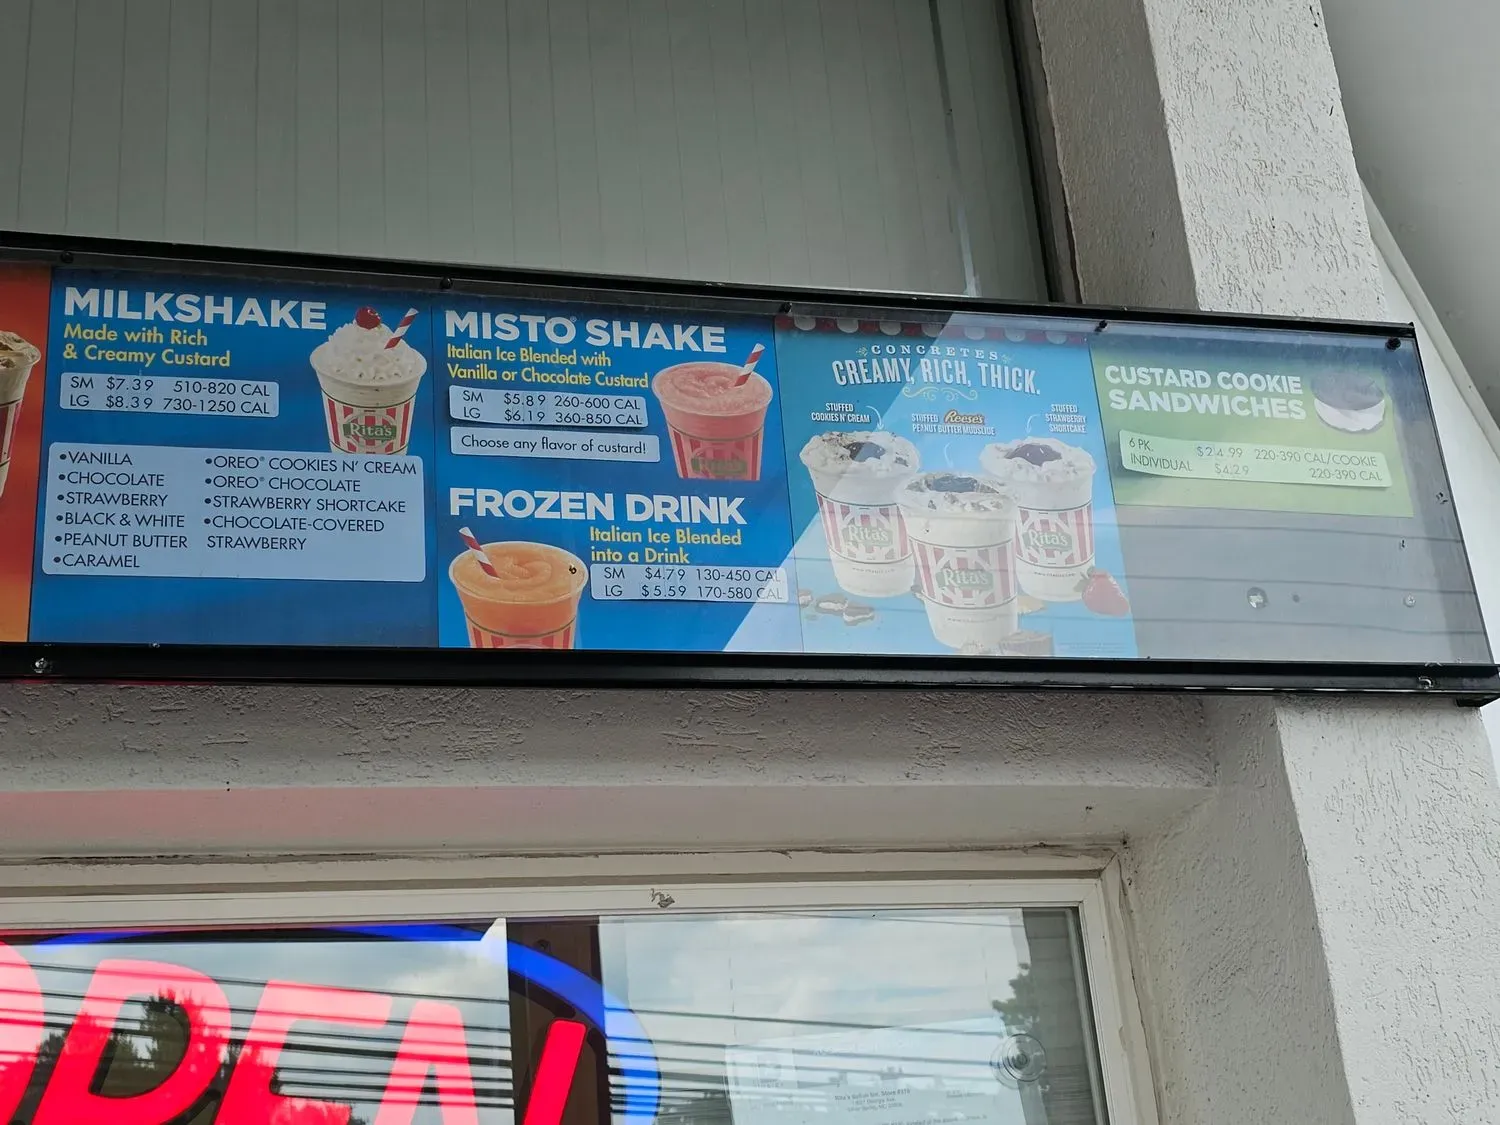 MILKSHAKE
Made with Rich
& Creamy Custard
SM $7.39 510-820 CAL
LG $8.39 730-1250 CAL
Rita's
•VANILLA
•CHOCOLATE
•STRAWBERRY
•BLACK & WHITE
•PEANUT BUTTER
•CARAMEL
•OREO® COOKIES N' CREAM
•OREO® CHOCOLATE
•STRAWBERRY SHORTCAKE
•CHOCOLATE-COVERED
STRAWBERRY
MISTO® SHAKE
Italian Ice Blended with
Vanilla or Chocolate Custard
SM $5.89 260-600 CAL
LG $6.19 360-850 CAL
Choose any flavor of custard!
Rita's
FROZEN DRINK
Italian Ice Blended
into a Drink
SM $4.79 130-450 CAL
LG $5.59 170-580 CAL
CONCRETES
CREAMY, RICH, THICK.
STUFFED
COOKIES N' CREAM
STUFFED Reese's
PEANUT BUTTER MUDSLIDE
STUFFED
STRAWBERRY
SHORTCAKE
Rita's
Rita's
Rita's
CUSTARD COOKIE
SANDWICHES
6 PK. $24.99 220-390 CAL/COOKIE
INDIVIDUAL $4.29 220-390 CAL
OPEN